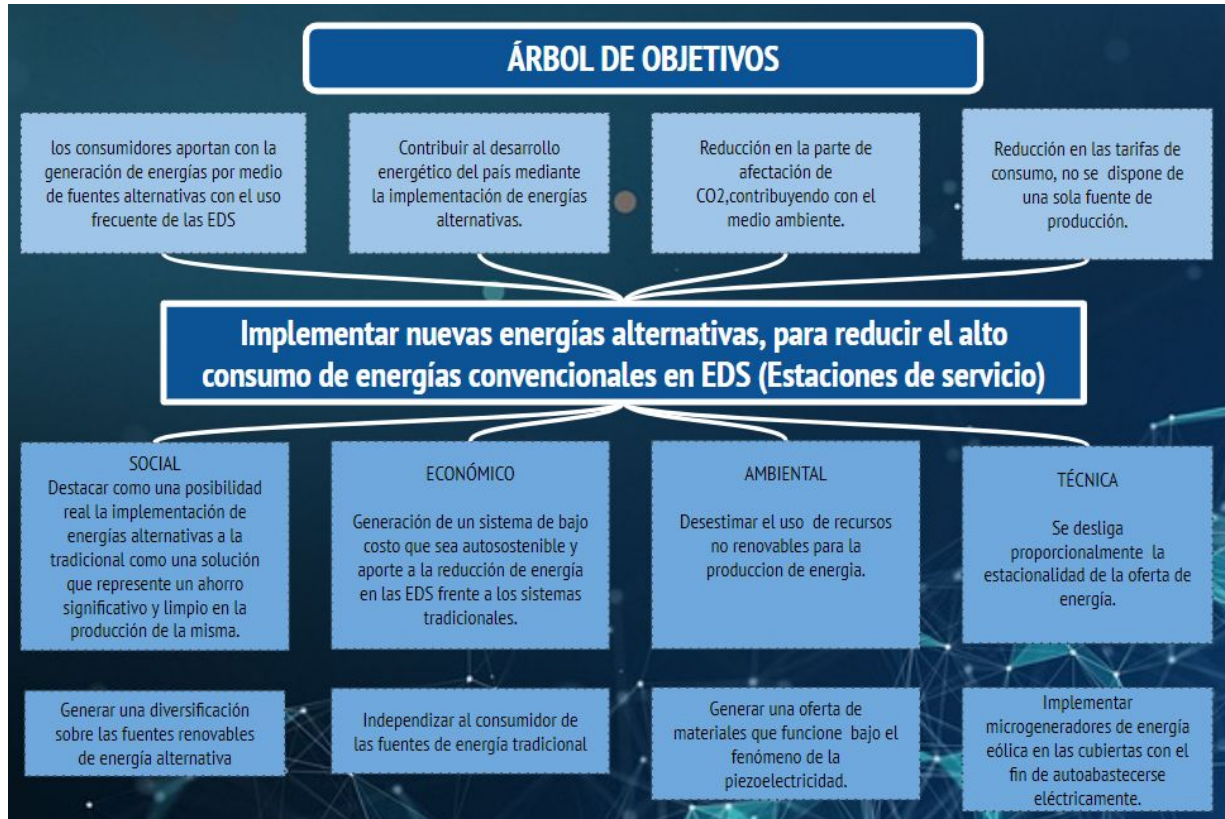 ÁRBOL DE OBJETIVOS
los consumidores aportan con la
generación de energías por medio
de fuentes alternativas con el uso
frecuente de las EDS
Contribuir al desarrollo
energético del país mediante
la implementación de energías
alternativas.
Reducción en la parte de
afectación de
CO2,contribuyendo con el
medio ambiente.
Reducción en las tarifas de
consumo, no se dispone de
una sola fuente de
producción.
Implementar nuevas energías alternativas, para reducir el alto
consumo de energías convencionales en EDS (Estaciones de servicio)
SOCIAL
Destacar como una posibilidad
real la implementación de
energías alternativas a la
tradicional como una solución
que represente un ahorro
significativo y limpio en la
producción de la misma.
ECONÓMICO
Generación de un sistema de bajo
costo que sea autosostenible y
aporte a la reducción de energía
en las EDS frente a los sistemas
tradicionales.
AMBIENTAL
Desestimar el uso de recursos
no renovables para la
produccion de energia.
TÉCNICA
Se desliga
proporcionalmente la
estacionalidad de la oferta de
energía.
Generar una diversificación
sobre las fuentes renovables
de energía alternativa
Independizar al consumidor de
las fuentes de energía tradicional
Generar una oferta de
materiales que funcione bajo el
fenómeno de la
piezoelectricidad.
Implementar
microgeneradores de energía
eólica en las cubiertas con el
fin de autoabastecerse
eléctricamente.